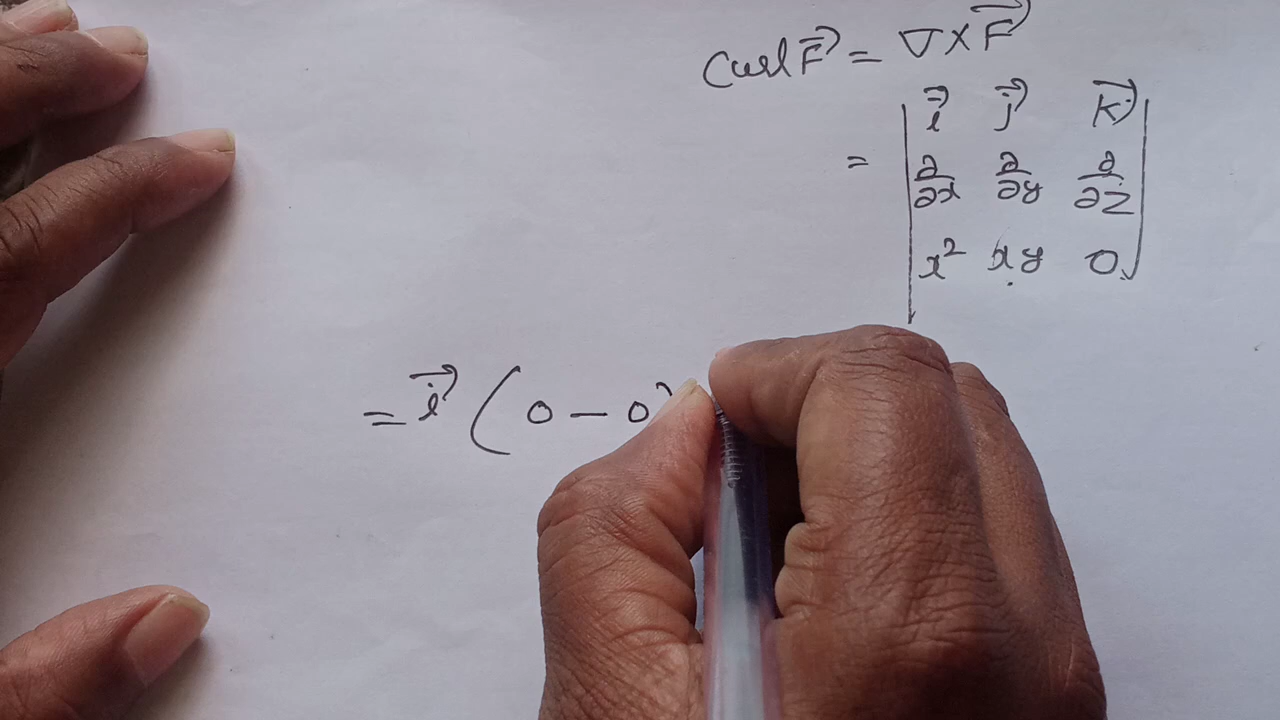 Curl F⃗ = ∇ × F⃗
= | i⃗ j⃗ k⃗ |
| ∂/∂x ∂/∂y ∂/∂z |
| x² xy 0 |
= i⃗ ( 0 − 0 )